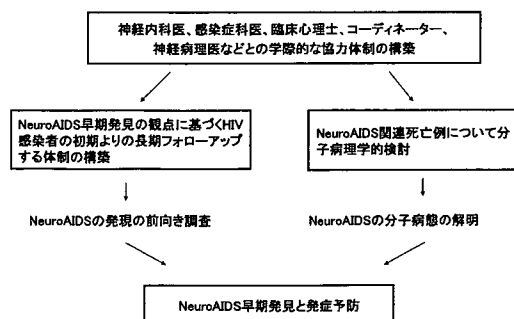 神経内科医、感染症科医、臨床心理士、コーディネーター、
神経病理医などとの学際的な協力体制の構築
NeuroAIDS早期発見の観点に基づくHIV
感染者の初期よりの長期フォローアップ
する体制の構築
NeuroAIDS関連死亡例について分
子病理学的検討
NeuroAIDSの発現の前向き調査
NeuroAIDSの分子病態の解明
NeuroAIDS早期発見と発症予防